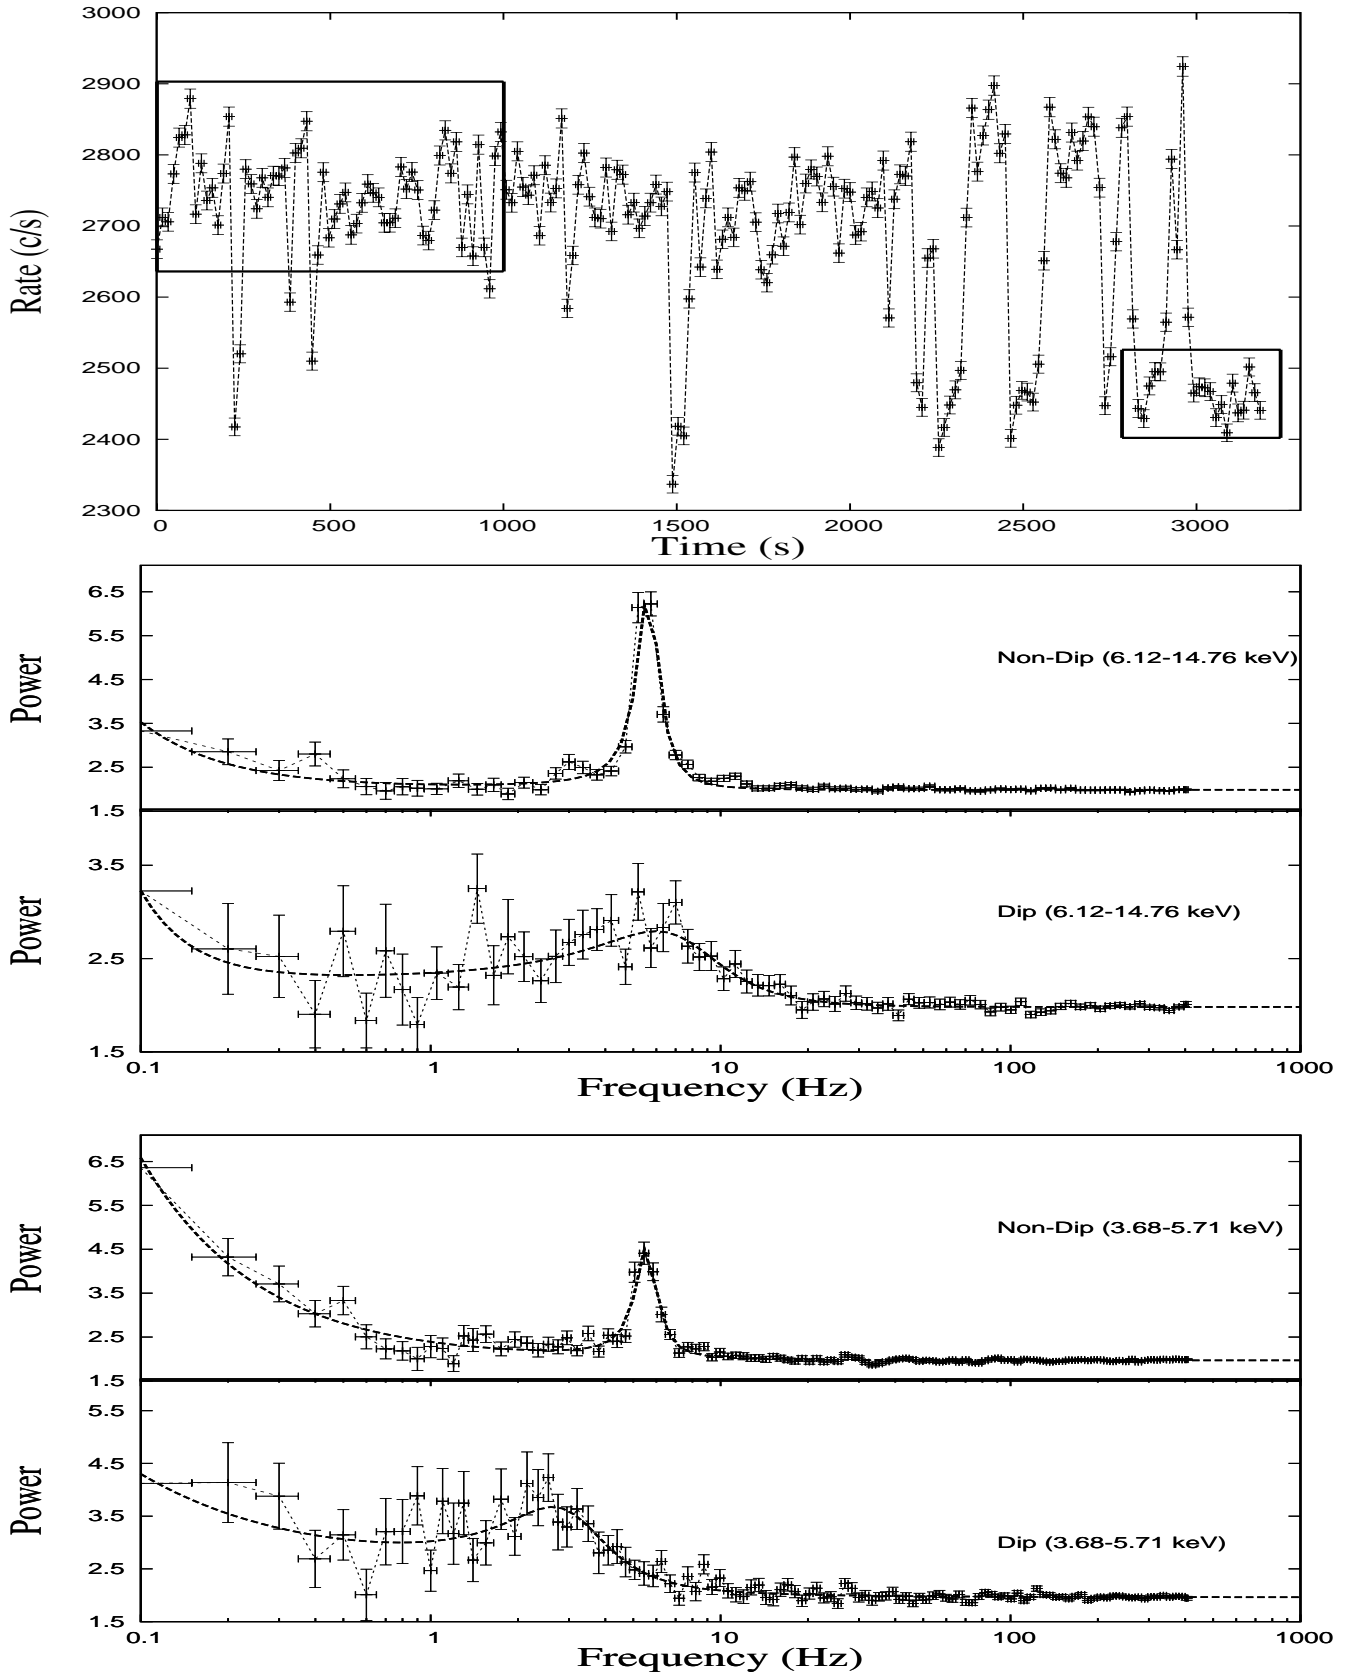 3000
2900
2800
2700
2600
2500
2400
2300
Rate (c/s)
0 500 1000 1500 2000 2500 3000
Time (s)
6.5
5.5
4.5
3.5
2.5
1.5
Power
Non-Dip (6.12-14.76 keV)
3.5
2.5
1.5
Power
Dip (6.12-14.76 keV)
0.1 1 10 100 1000
Frequency (Hz)
6.5
5.5
4.5
3.5
2.5
1.5
Power
Non-Dip (3.68-5.71 keV)
5.5
4.5
3.5
2.5
1.5
Power
Dip (3.68-5.71 keV)
0.1 1 10 100 1000
Frequency (Hz)